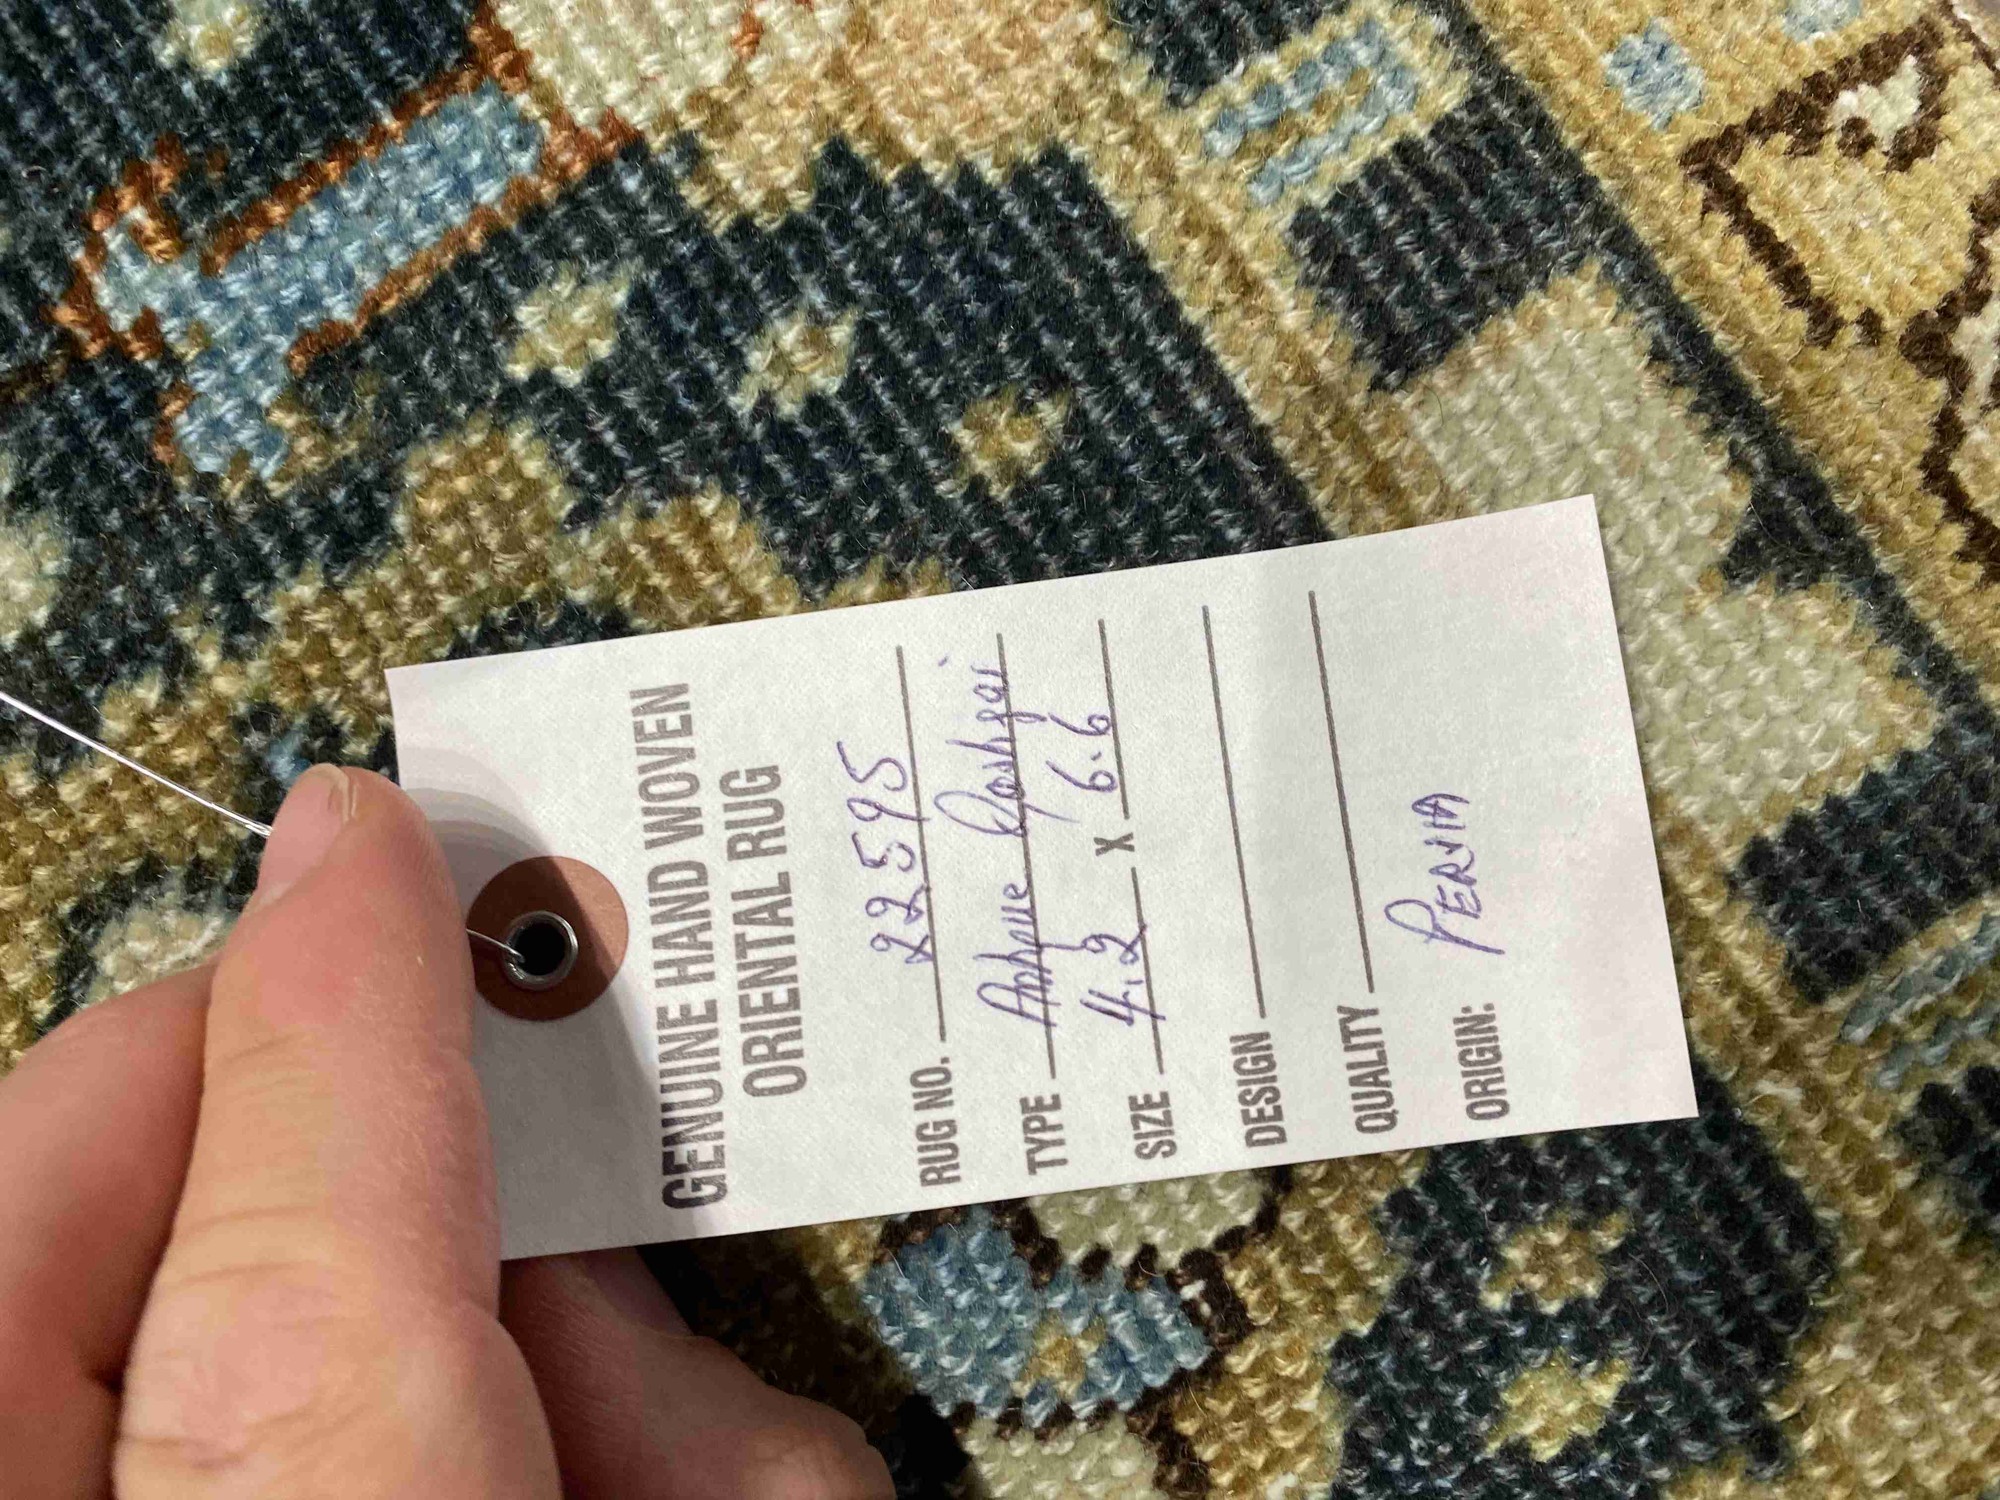 GENUINE HAND WOVEN
ORIENTAL RUG
RUG NO. 22595
TYPE Antique Qashgai
SIZE 4.2 X 6.6
DESIGN
QUALITY
ORIGIN: PERSIA